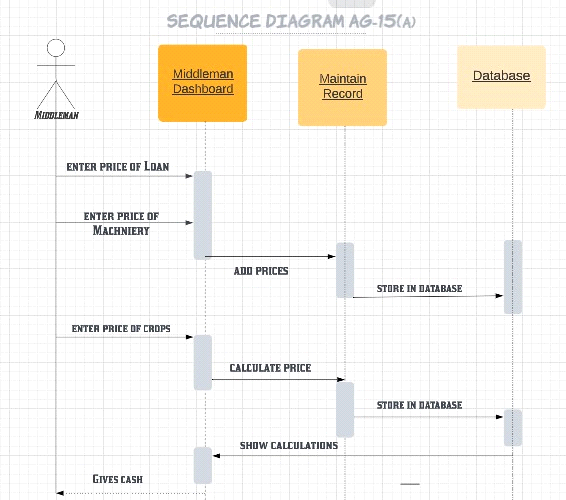 SEQUENCE DIAGRAM AG-15(A)
Middleman
Dashboard
Maintain
Record
Database
MIDDLEMAN
ENTER PRICE OF LOAN
ENTER PRICE OF
MACHNIERY
ADD PRICES
STORE IN DATABASE
ENTER PRICE OF CROPS
CALCULATE PRICE
STORE IN DATABASE
SHOW CALCULATIONS
GIVES CASH